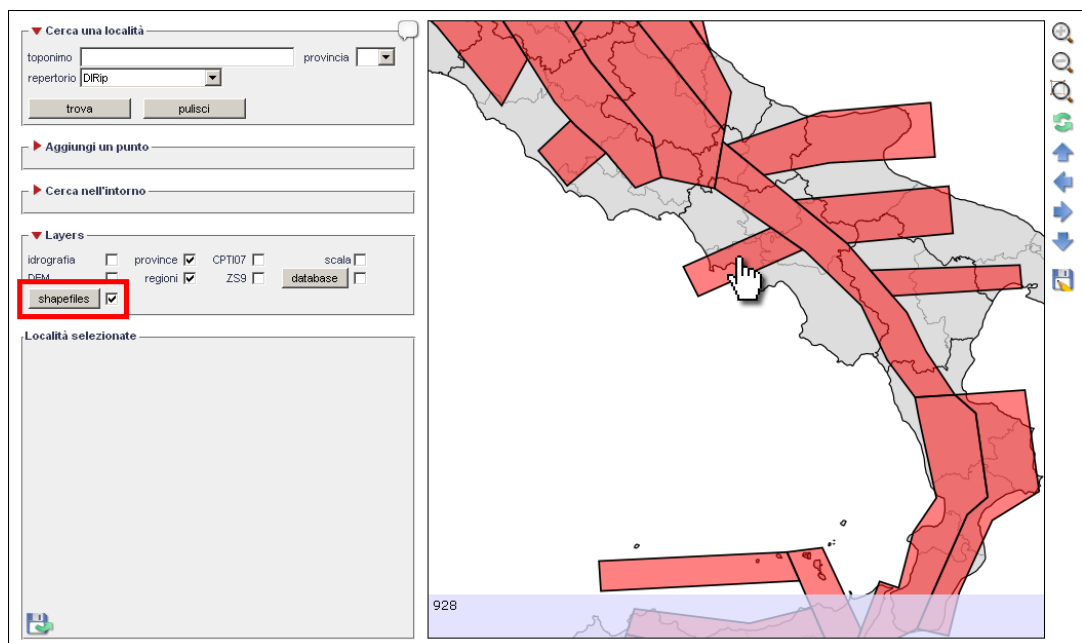 Cerca una località
toponimo provincia
repertorio DIRip
trova pulisci
Aggiungi un punto
Cerca nell'intorno
Layers
idrografia province CPTI07 scala
DEM regioni ZS9 database
shapefiles
Località selezionate
928